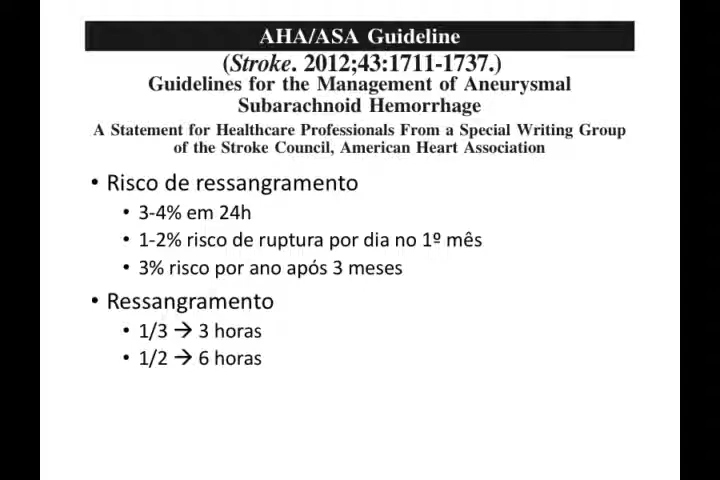 AHA/ASA Guideline
(Stroke. 2012;43:1711-1737.)
Guidelines for the Management of Aneurysmal
Subarachnoid Hemorrhage
A Statement for Healthcare Professionals From a Special Writing Group
of the Stroke Council, American Heart Association
• Risco de ressangramento
• 3-4% em 24h
• 1-2% risco de ruptura por dia no 1º mês
• 3% risco por ano após 3 meses
• Ressangramento
• 1/3 → 3 horas
• 1/2 → 6 horas